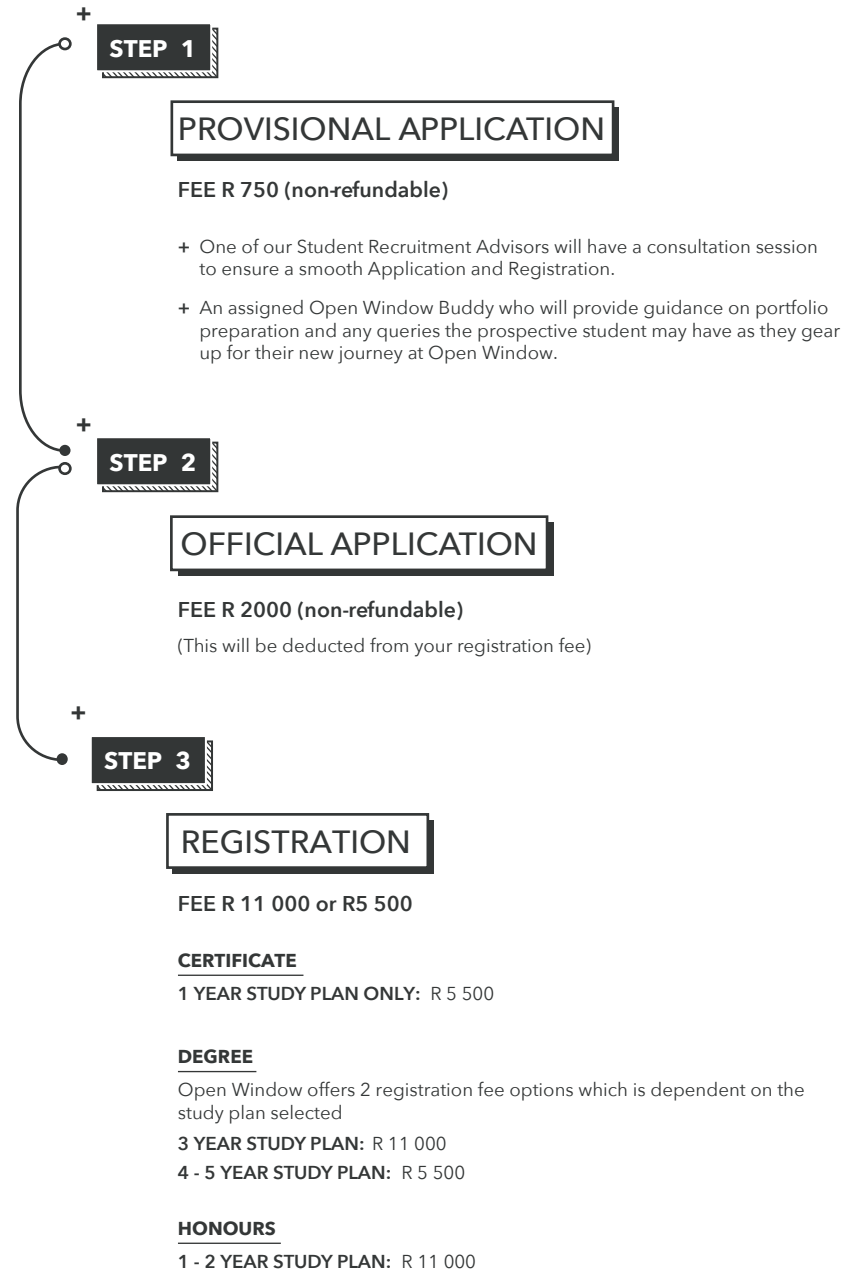 +
STEP 1
PROVISIONAL APPLICATION
FEE R 750 (non-refundable)
+ One of our Student Recruitment Advisors will have a consultation session
to ensure a smooth Application and Registration.
+ An assigned Open Window Buddy who will provide guidance on portfolio
preparation and any queries the prospective student may have as they gear
up for their new journey at Open Window.
+
STEP 2
OFFICIAL APPLICATION
FEE R 2000 (non-refundable)
(This will be deducted from your registration fee)
+
STEP 3
REGISTRATION
FEE R 11 000 or R5 500
CERTIFICATE
1 YEAR STUDY PLAN ONLY: R 5 500
DEGREE
Open Window offers 2 registration fee options which is dependent on the
study plan selected
3 YEAR STUDY PLAN: R 11 000
4 - 5 YEAR STUDY PLAN: R 5 500
HONOURS
1 - 2 YEAR STUDY PLAN: R 11 000